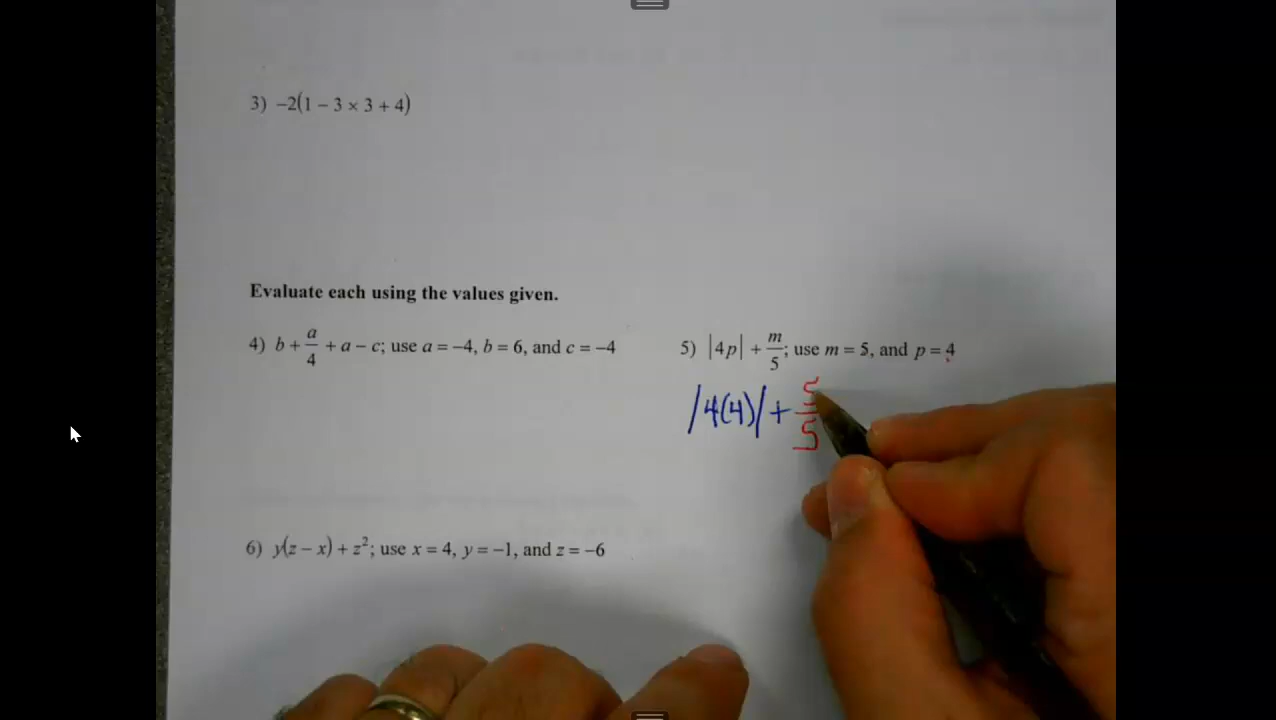 3) −2(1 − 3 × 3 + 4)
Evaluate each using the values given.
4) b + a/4 + a − c; use a = −4, b = 6, and c = −4
5) |4p| + m/5; use m = 5, and p = 4
|4(4)| + 5/5
6) y(z − x) + z²; use x = 4, y = −1, and z = −6